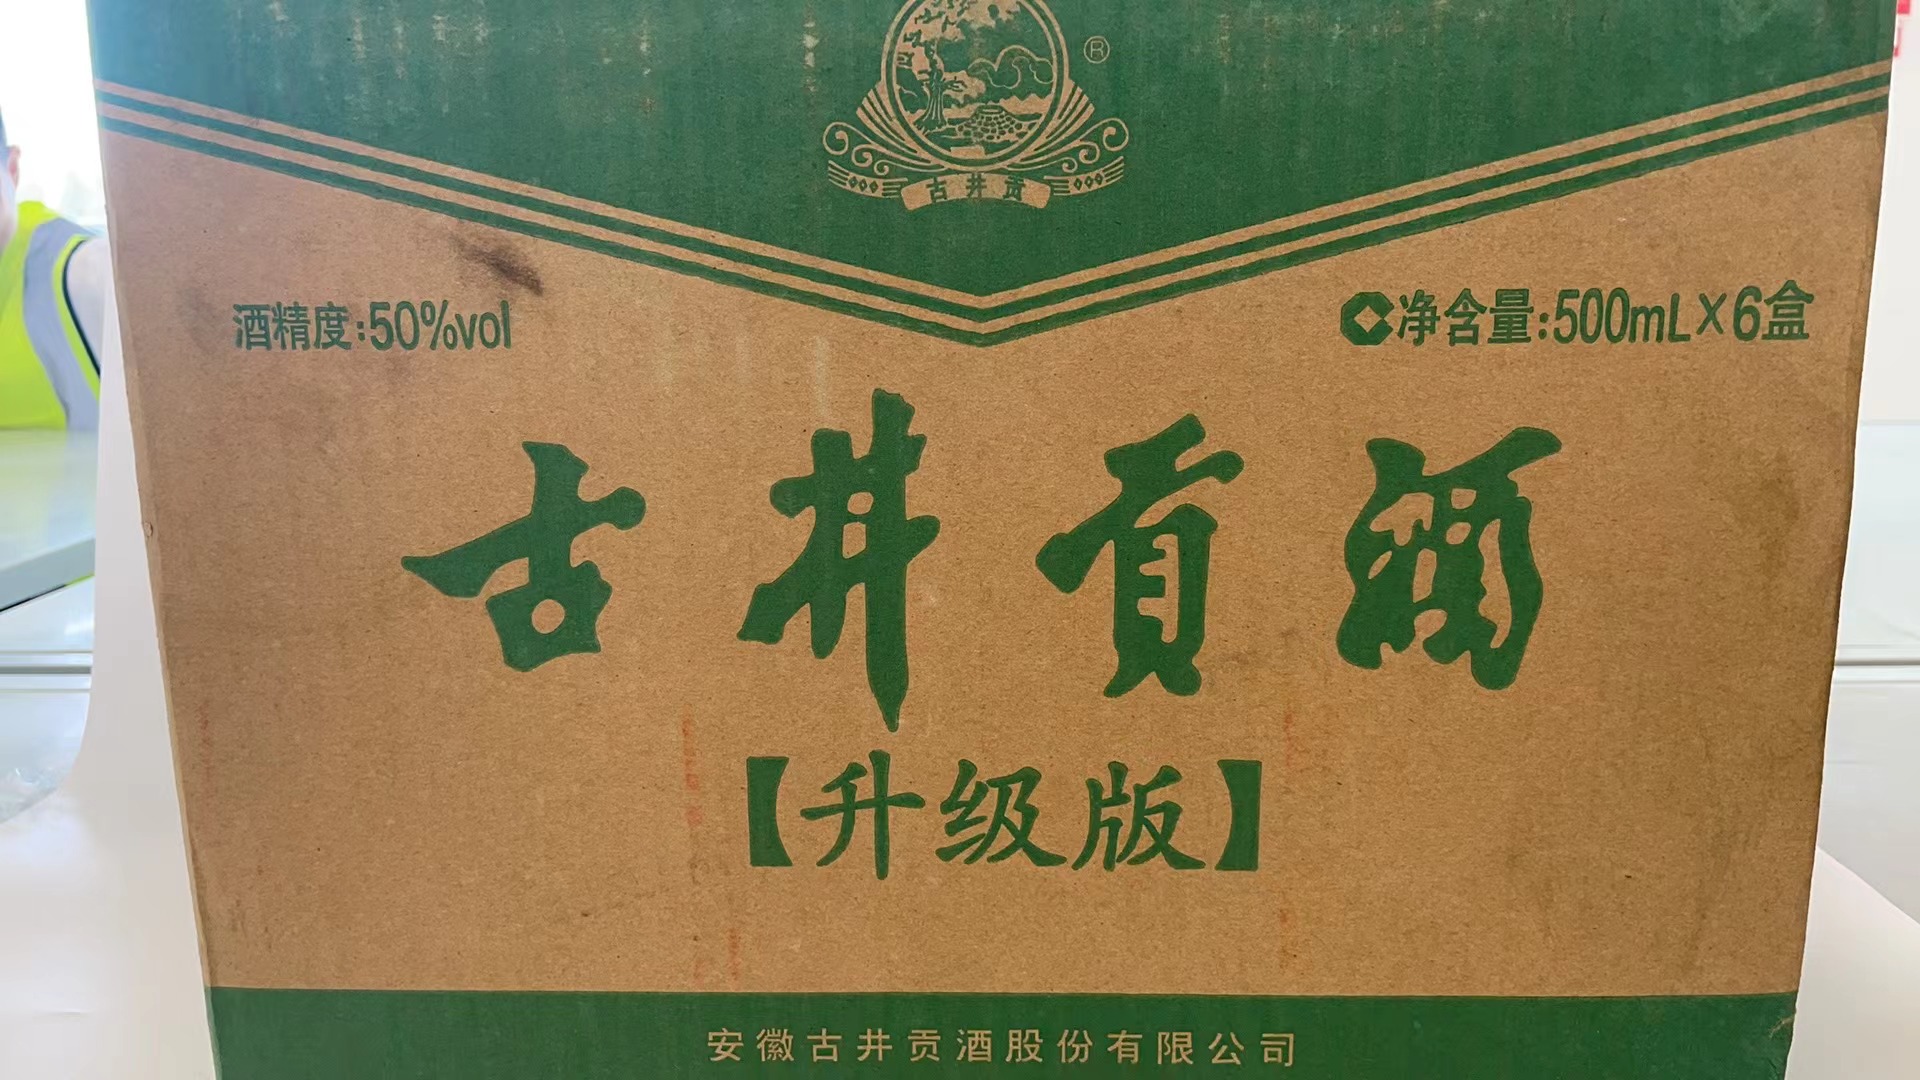 ®
古井贡
酒精度:50%vol
净含量:500mL×6盒
古井贡酒
【升级版】
安徽古井贡酒股份有限公司